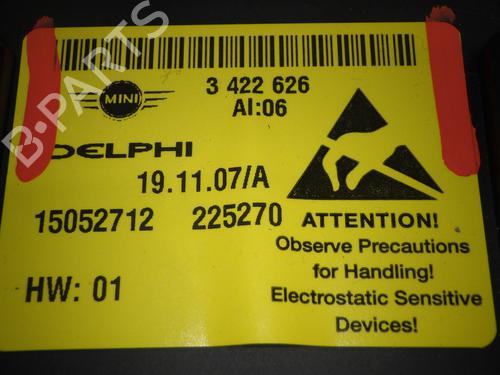 MINI
3 422 626
AI:06
DELPHI
19.11.07/A
15052712 225270
HW: 01
ATTENTION!
Observe Precautions
for Handling!
Electrostatic Sensitive
Devices!
B-PARTS